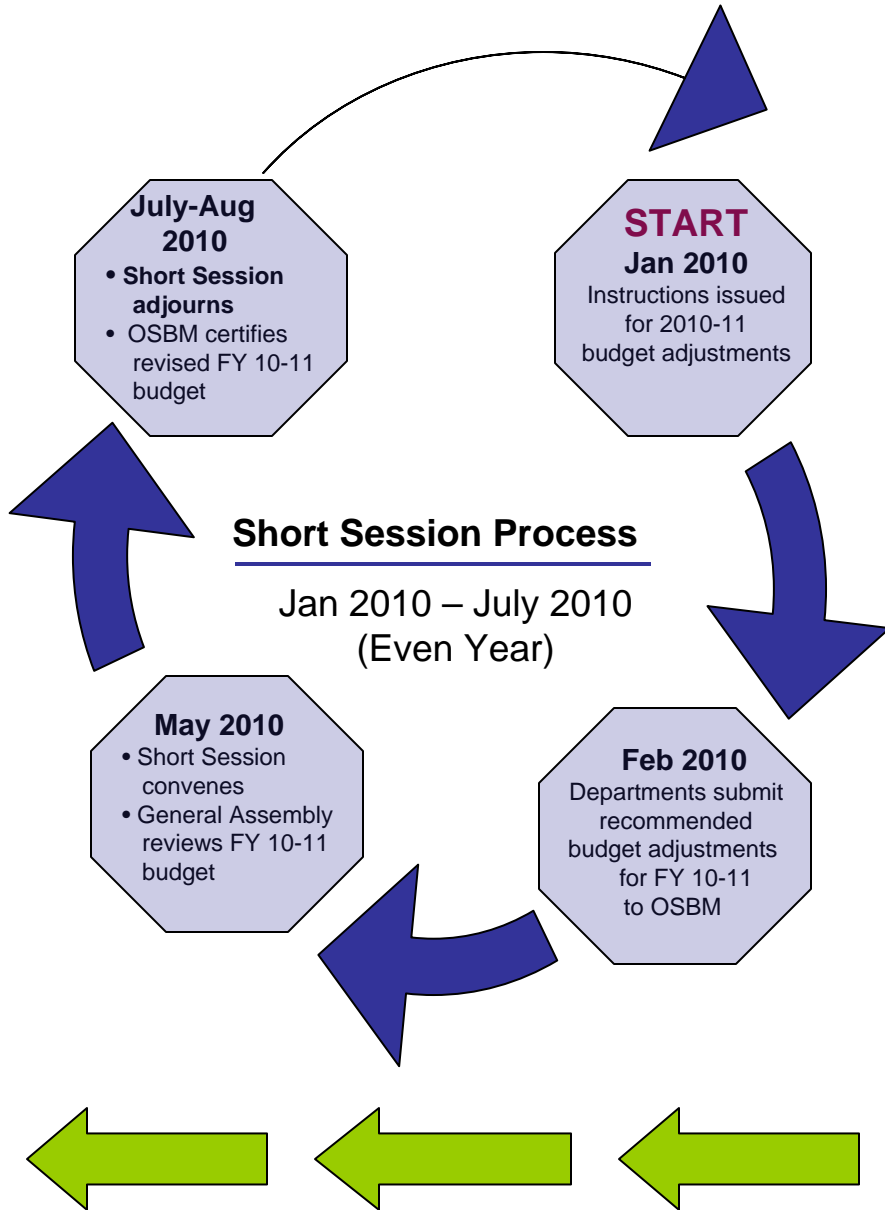 START
Jan 2010
Instructions issued
for 2010-11
budget adjustments
Feb 2010
Departments submit
recommended
budget adjustments
for FY 10-11
to OSBM
May 2010
• Short Session
convenes
• General Assembly
reviews FY 10-11
budget
July-Aug
2010
• Short Session
adjourns
• OSBM certifies
revised FY 10-11
budget
Short Session Process
Jan 2010 – July 2010
(Even Year)